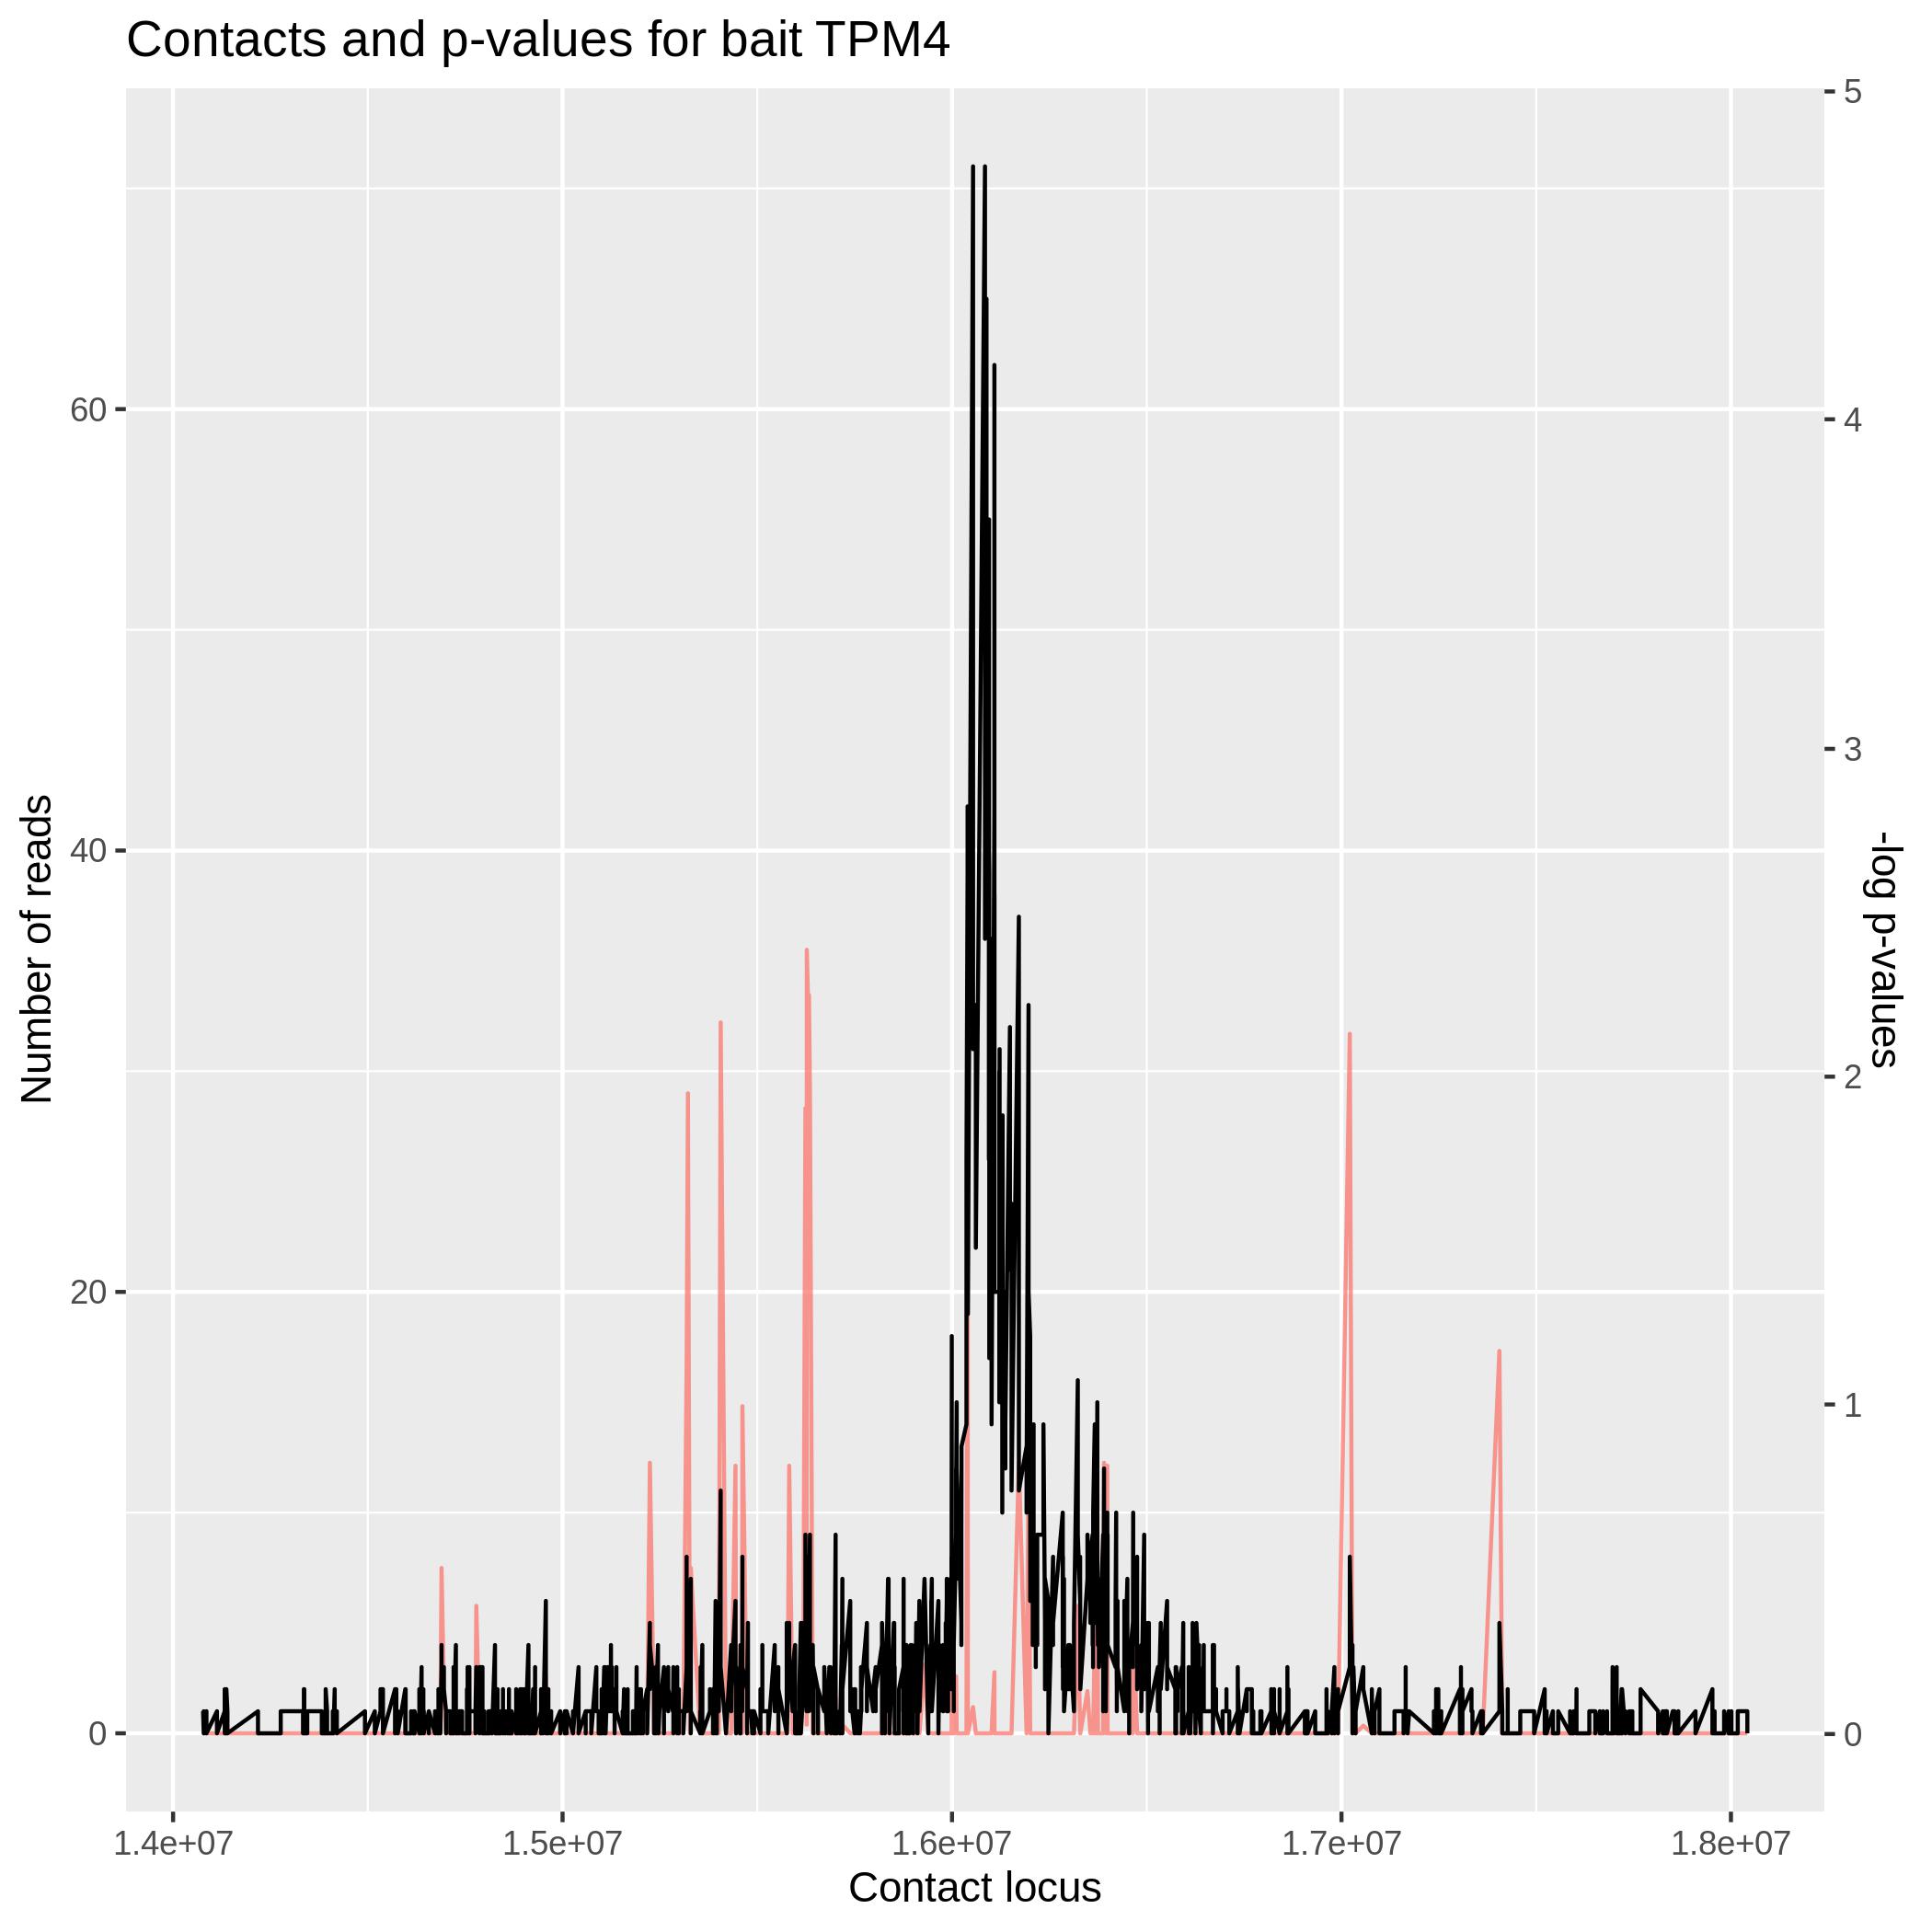 Contacts and p-values for bait TPM4
Number of reads
60
40
20
0
5
4
3
2
1
0
-log p-values
1.4e+07 1.5e+07 1.6e+07 1.7e+07 1.8e+07
Contact locus